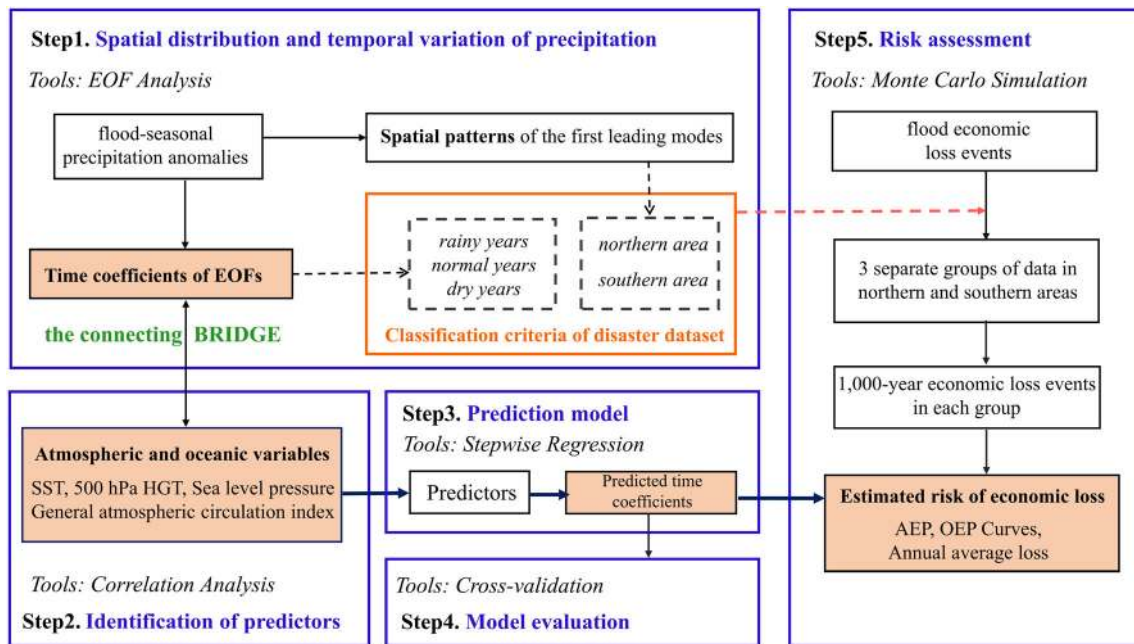 Step1. Spatial distribution and temporal variation of precipitation
Tools: EOF Analysis
flood-seasonal
precipitation anomalies
Spatial patterns of the first leading modes
rainy years
normal years
dry years
northern area
southern area
Time coefficients of EOFs
Classification criteria of disaster dataset
the connecting BRIDGE
Atmospheric and oceanic variables
SST, 500 hPa HGT, Sea level pressure
General atmospheric circulation index
Tools: Correlation Analysis
Step2. Identification of predictors
Step3. Prediction model
Tools: Stepwise Regression
Predictors
Predicted time
coefficients
Tools: Cross-validation
Step4. Model evaluation
Step5. Risk assessment
Tools: Monte Carlo Simulation
flood economic
loss events
3 separate groups of data in
northern and southern areas
1,000-year economic loss events
in each group
Estimated risk of economic loss
AEP, OEP Curves,
Annual average loss